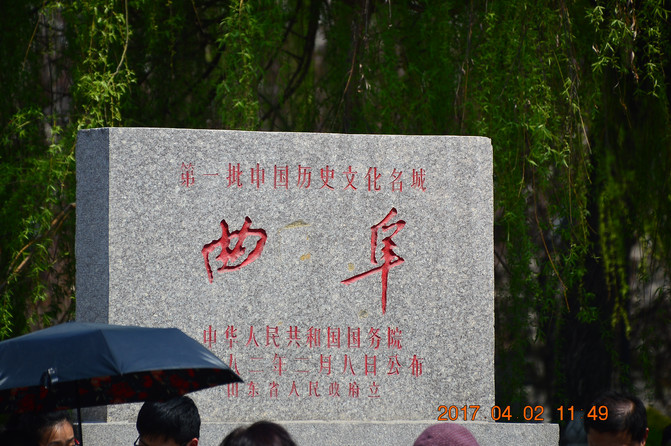 第一批中国历史文化名城
曲阜
中华人民共和国国务院
九八二年二月八日公布
山东省人民政府立
2017 04 02 11 49